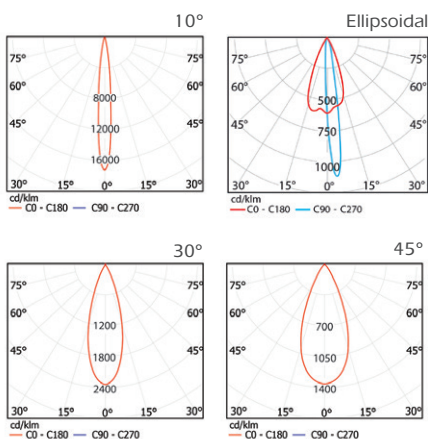 10°
75° 75°
60° 60°
8000
45° 45°
12000
16000
30° 15° 0° 15° 30°
cd/klm
C0 - C180 C90 - C270
Ellipsoidal
75° 75°
60° 60°
500
45° 45°
750
1000
30° 15° 0° 15° 30°
cd/klm
C0 - C180 C90 - C270
30°
75° 75°
60° 60°
1200
45° 45°
1800
2400
30° 15° 0° 15° 30°
cd/klm
C0 - C180 C90 - C270
45°
75° 75°
60° 60°
700
45° 45°
1050
1400
30° 15° 0° 15° 30°
cd/klm
C0 - C180 C90 - C270